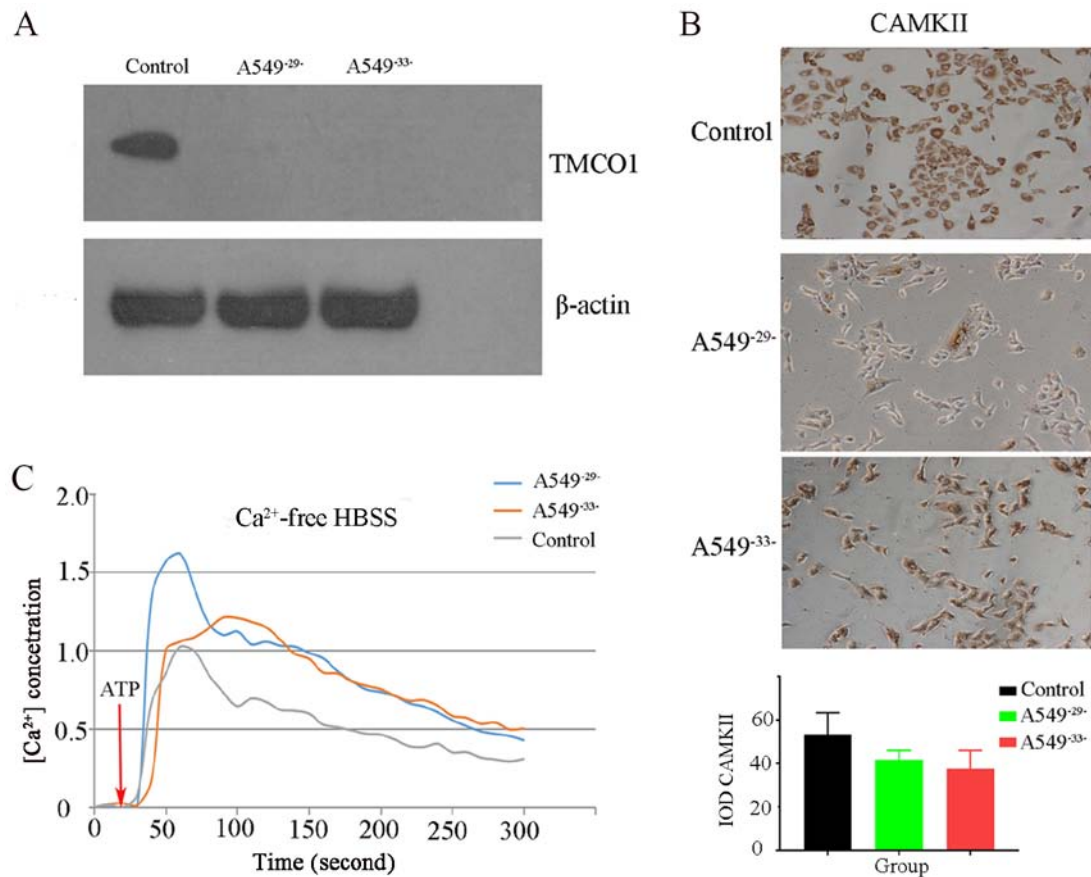 A
Control A549⁻²⁹⁻ A549⁻³³⁻
TMCO1
β-actin
B
CAMKII
Control
A549⁻²⁹⁻
A549⁻³³⁻
IOD CAMKII
60
40
20
0
Group
Control
A549⁻²⁹⁻
A549⁻³³⁻
C
[Ca²⁺] concetration
2.0
1.5
1.0
0.5
0
Ca²⁺-free HBSS
A549⁻²⁹⁻
A549⁻³³⁻
Control
ATP
0 50 100 150 200 250 300
Time (second)